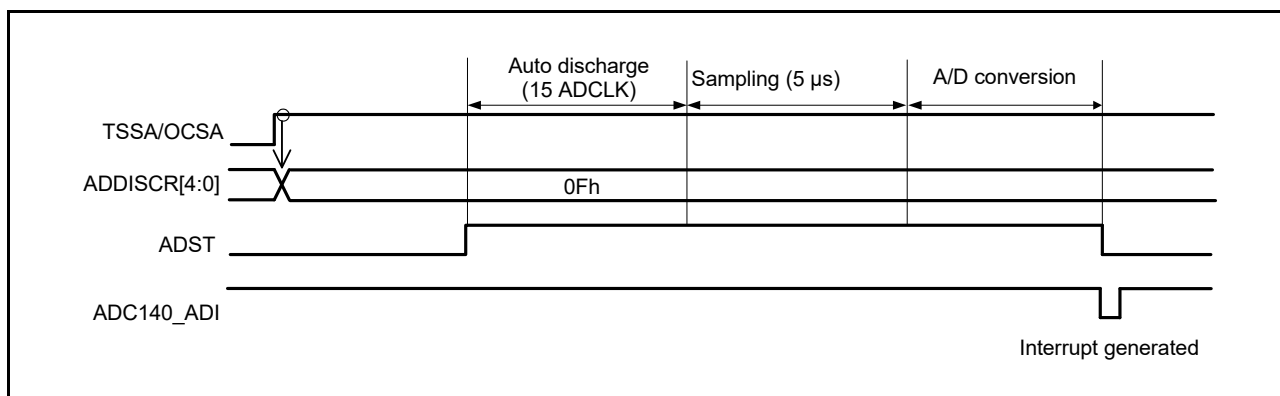 Auto discharge
(15 ADCLK)
Sampling (5 µs)
A/D conversion
TSSA/OCSA
ADDISCR[4:0]
0Fh
ADST
ADC140_ADI
Interrupt generated